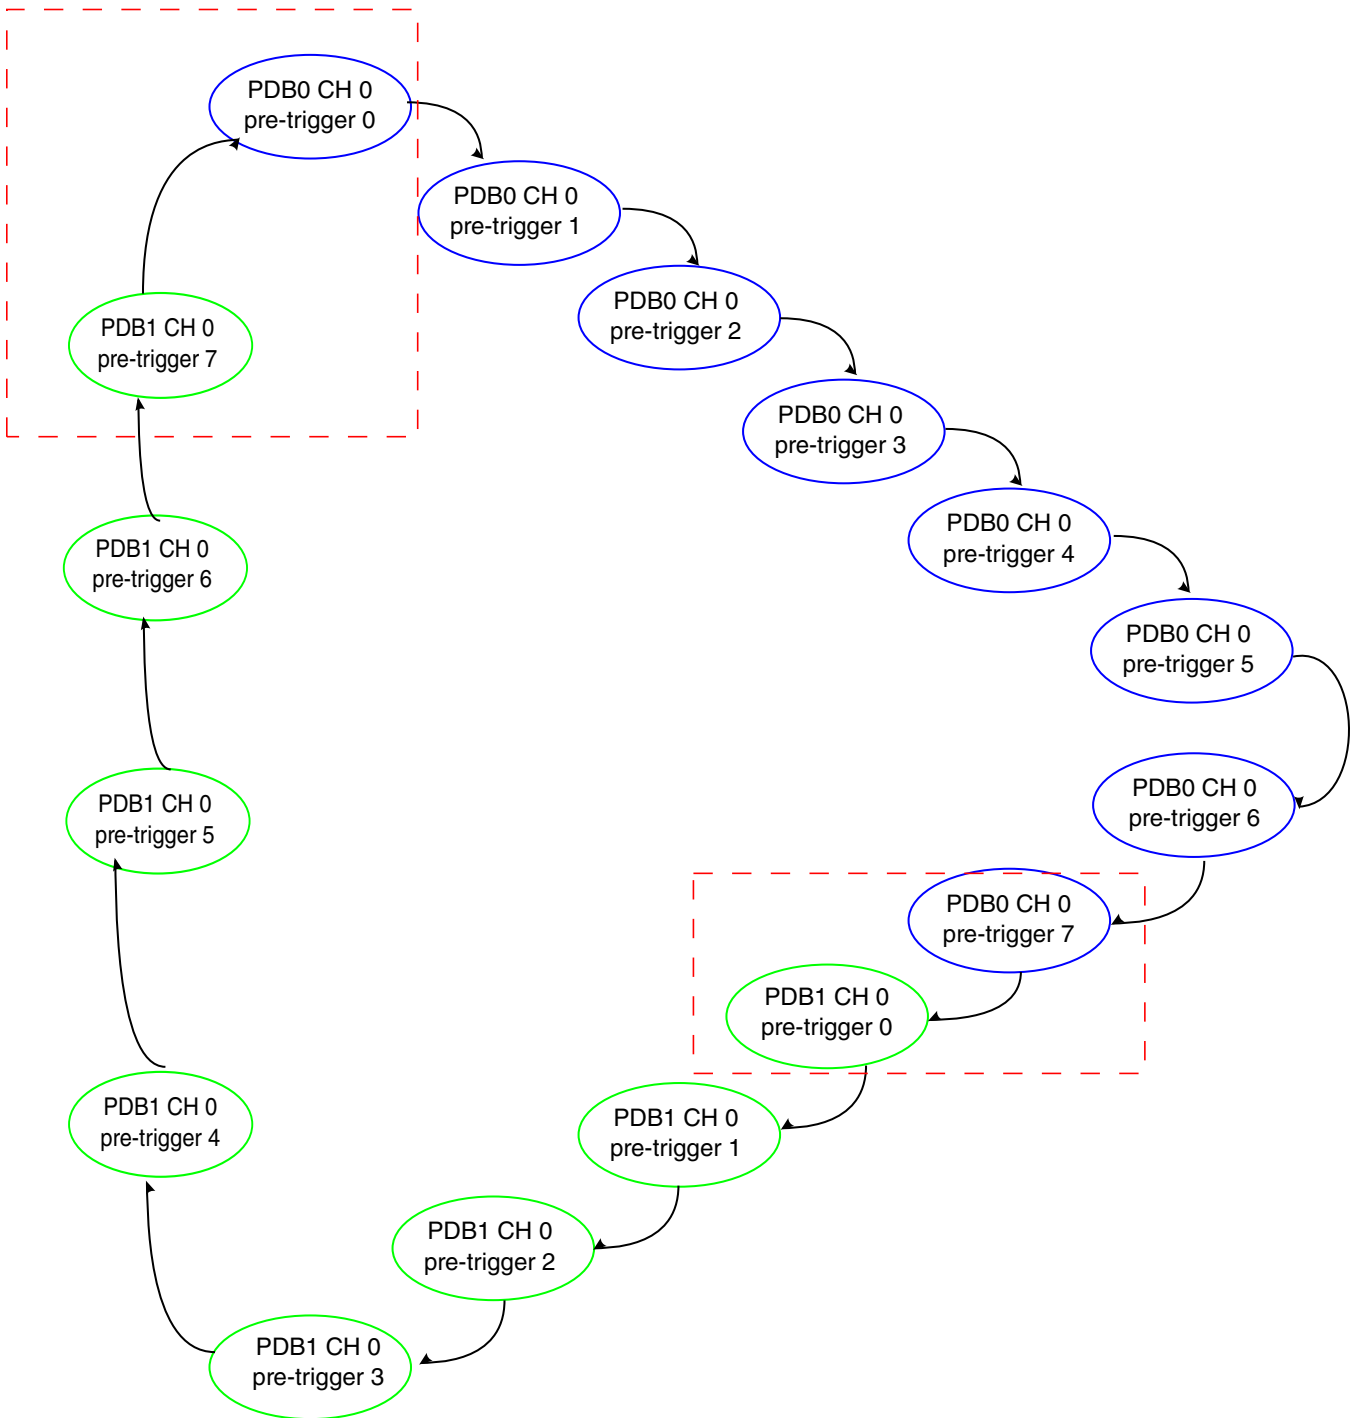 PDB0 CH 0
pre-trigger 0
PDB0 CH 0
pre-trigger 1
PDB0 CH 0
pre-trigger 2
PDB0 CH 0
pre-trigger 3
PDB0 CH 0
pre-trigger 4
PDB0 CH 0
pre-trigger 5
PDB0 CH 0
pre-trigger 6
PDB0 CH 0
pre-trigger 7
PDB1 CH 0
pre-trigger 0
PDB1 CH 0
pre-trigger 1
PDB1 CH 0
pre-trigger 2
PDB1 CH 0
pre-trigger 3
PDB1 CH 0
pre-trigger 4
PDB1 CH 0
pre-trigger 5
PDB1 CH 0
pre-trigger 6
PDB1 CH 0
pre-trigger 7